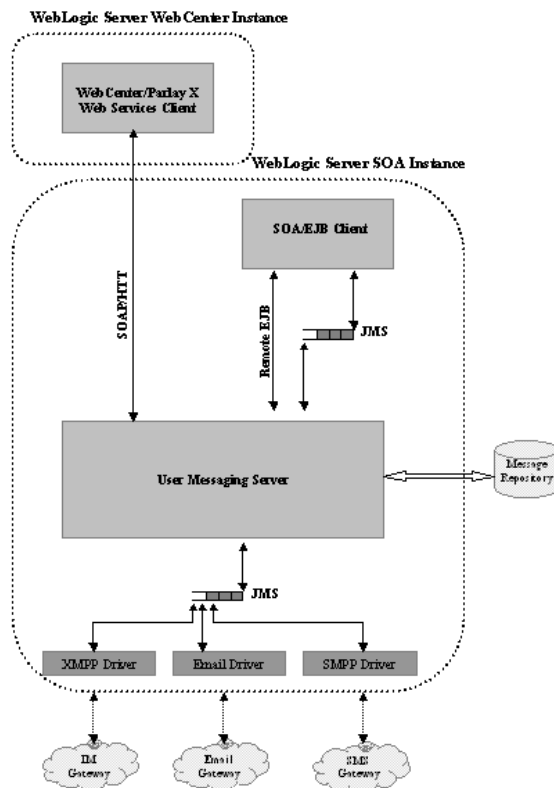 WebLogic Server WebCenter Instance
WebCenter/Parlay X
Web Services Client
WebLogic Server SOA Instance
SOA/EJB Client
SOAP/HTT
Remote EJB
JMS
User Messaging Server
Message
Repository
JMS
XMPP Driver
Email Driver
SMPP Driver
IM
Gateway
Email
Gateway
SMS
Gateway